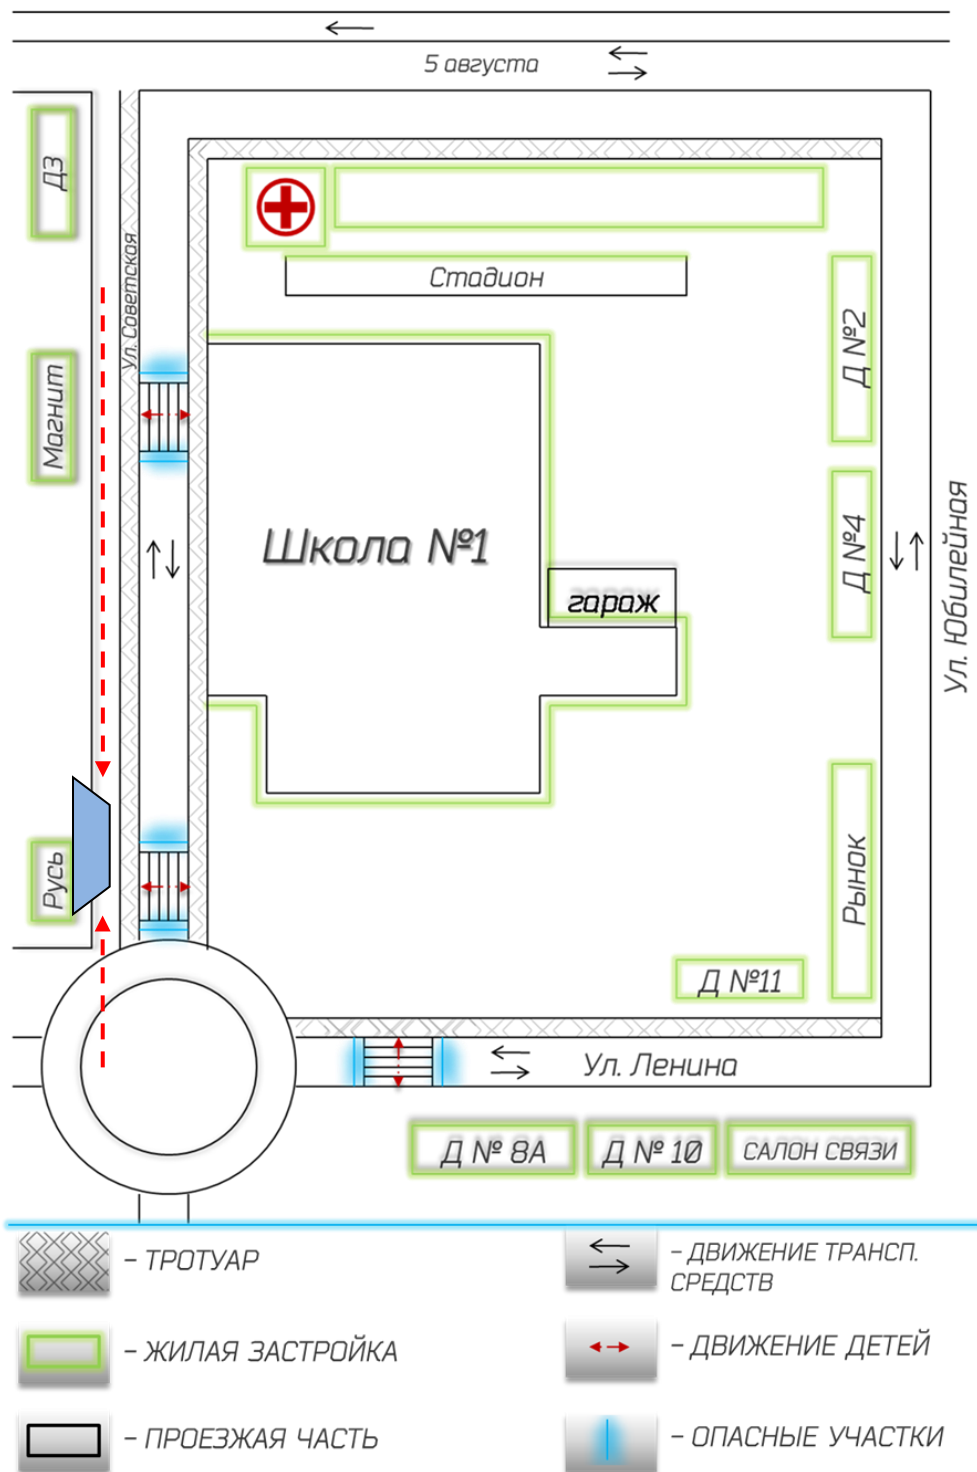 5 августа
Д3
Ул. Советская
Стадион
Магнит
Д №2
Школа №1
Д №4
гараж
Ул. Юбилейная
Русь
Рынок
Д №11
Ул. Ленина
Д № 8А
Д № 10
САЛОН СВЯЗИ
– ТРОТУАР
– ДВИЖЕНИЕ ТРАНСП.
СРЕДСТВ
– ЖИЛАЯ ЗАСТРОЙКА
– ДВИЖЕНИЕ ДЕТЕЙ
– ПРОЕЗЖАЯ ЧАСТЬ
– ОПАСНЫЕ УЧАСТКИ